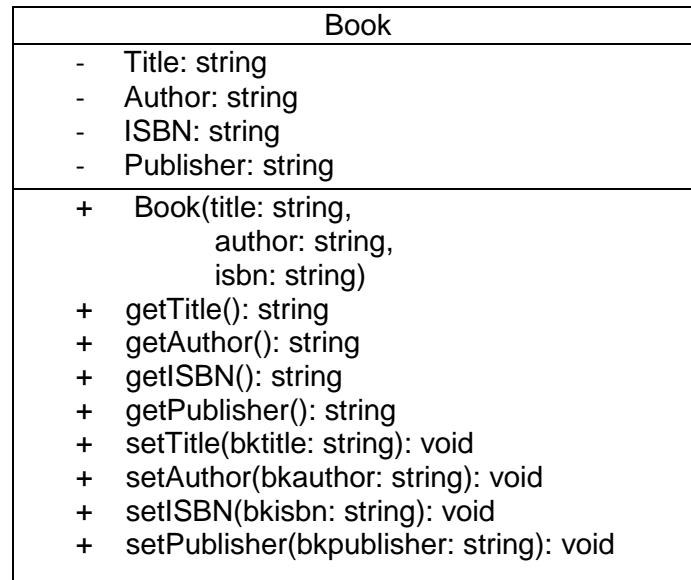 Book
- Title: string
- Author: string
- ISBN: string
- Publisher: string
+ Book(title: string,
author: string,
isbn: string)
+ getTitle(): string
+ getAuthor(): string
+ getISBN(): string
+ getPublisher(): string
+ setTitle(bktitle: string): void
+ setAuthor(bkauthor: string): void
+ setISBN(bkisbn: string): void
+ setPublisher(bkpublisher: string): void